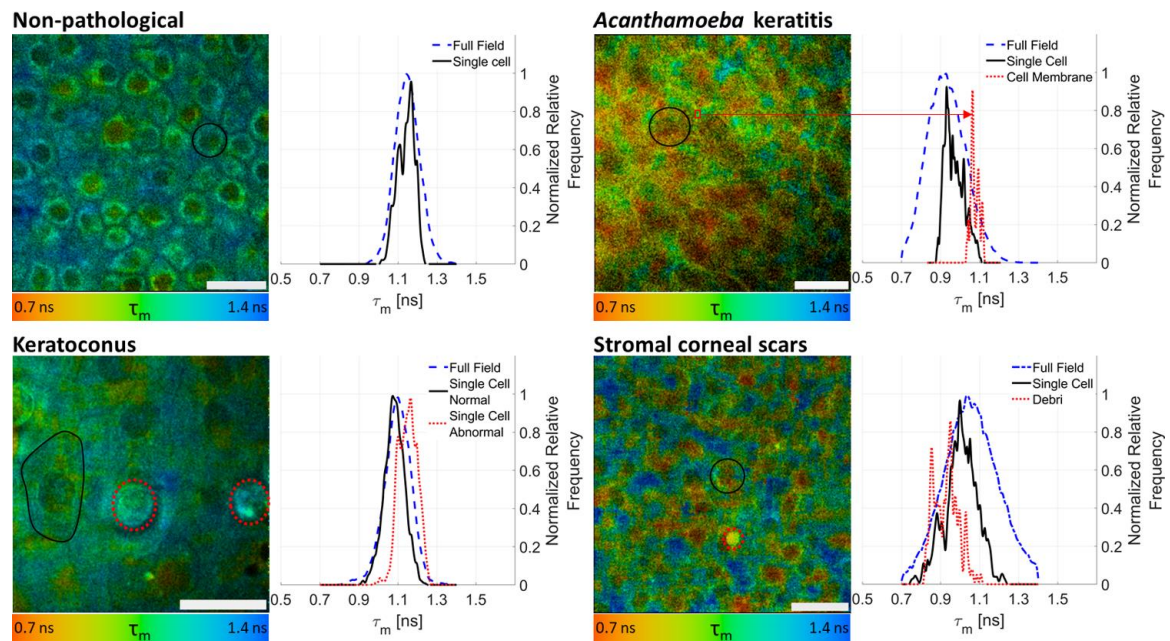 Non-pathological
Full Field
Single cell
1
0.8
0.6
0.4
0.2
0
Normalized Relative
Frequency
0.5 0.7 0.9 1.1 1.3 1.5
τm [ns]
0.7 ns τm 1.4 ns
Acanthamoeba keratitis
Full Field
Single Cell
Cell Membrane
1
0.8
0.6
0.4
0.2
0
Normalized Relative
Frequency
0.5 0.7 0.9 1.1 1.3 1.5
τm [ns]
0.7 ns τm 1.4 ns
Keratoconus
Full Field
Single Cell
Normal
Single Cell
Abnormal
1
0.8
0.6
0.4
0.2
0
Normalized Relative
Frequency
0.5 0.7 0.9 1.1 1.3 1.5
τm [ns]
0.7 ns τm 1.4 ns
Stromal corneal scars
Full Field
Single Cell
Debri
1
0.8
0.6
0.4
0.2
0
Normalized Relative
Frequency
0.5 0.7 0.9 1.1 1.3 1.5
τm [ns]
0.7 ns τm 1.4 ns